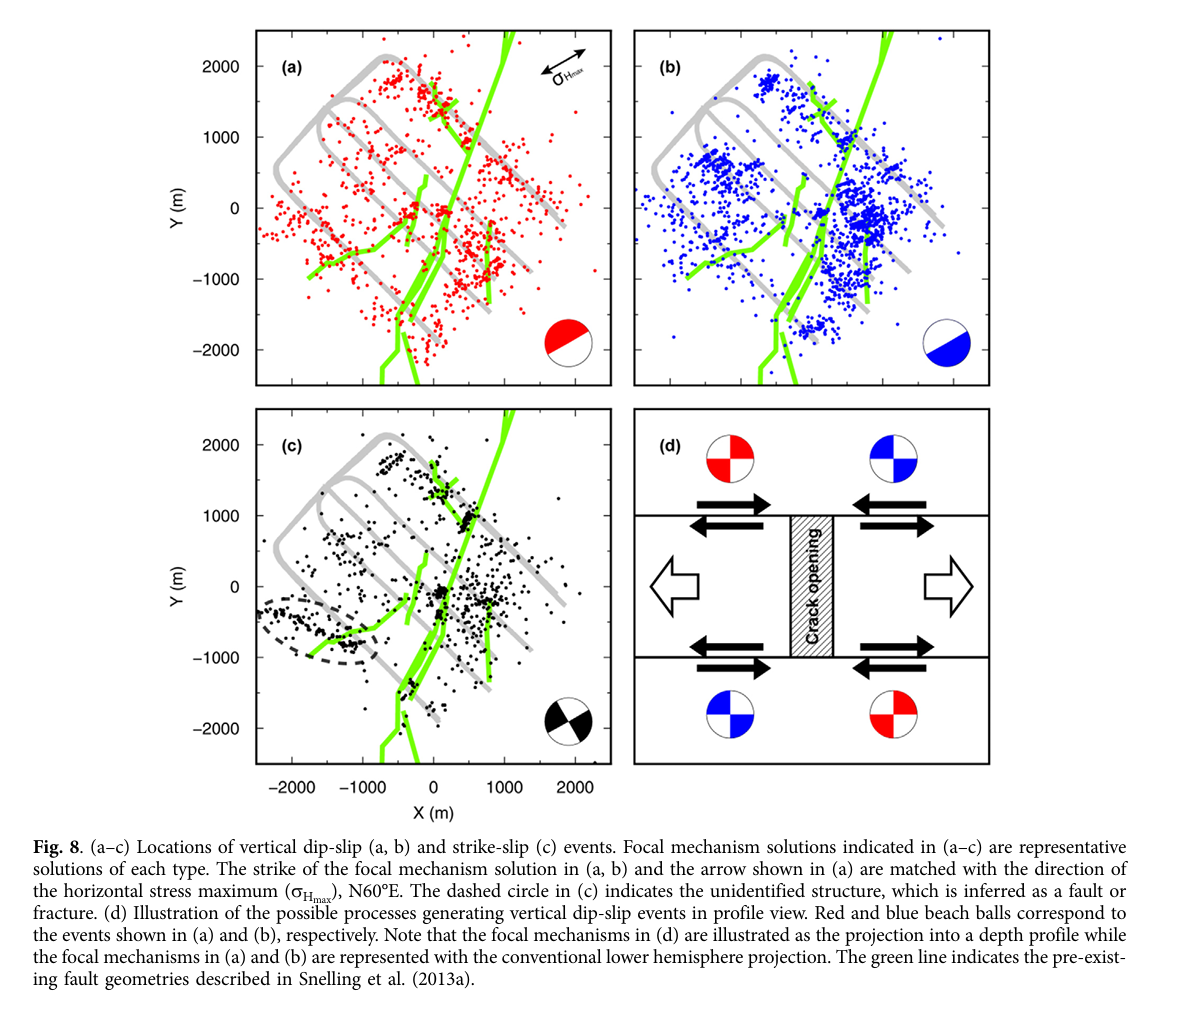 (a)
σHmax
(b)
2000
1000
0
−1000
−2000
Y (m)
(c)
(d)
2000
1000
0
−1000
−2000
Y (m)
Crack opening
−2000 −1000 0 1000 2000
X (m)
Fig. 8. (a–c) Locations of vertical dip-slip (a, b) and strike-slip (c) events. Focal mechanism solutions indicated in (a–c) are representative
solutions of each type. The strike of the focal mechanism solution in (a, b) and the arrow shown in (a) are matched with the direction of
the horizontal stress maximum (σHmax), N60°E. The dashed circle in (c) indicates the unidentified structure, which is inferred as a fault or
fracture. (d) Illustration of the possible processes generating vertical dip-slip events in profile view. Red and blue beach balls correspond to
the events shown in (a) and (b), respectively. Note that the focal mechanisms in (d) are illustrated as the projection into a depth profile while
the focal mechanisms in (a) and (b) are represented with the conventional lower hemisphere projection. The green line indicates the pre-exist-
ing fault geometries described in Snelling et al. (2013a).